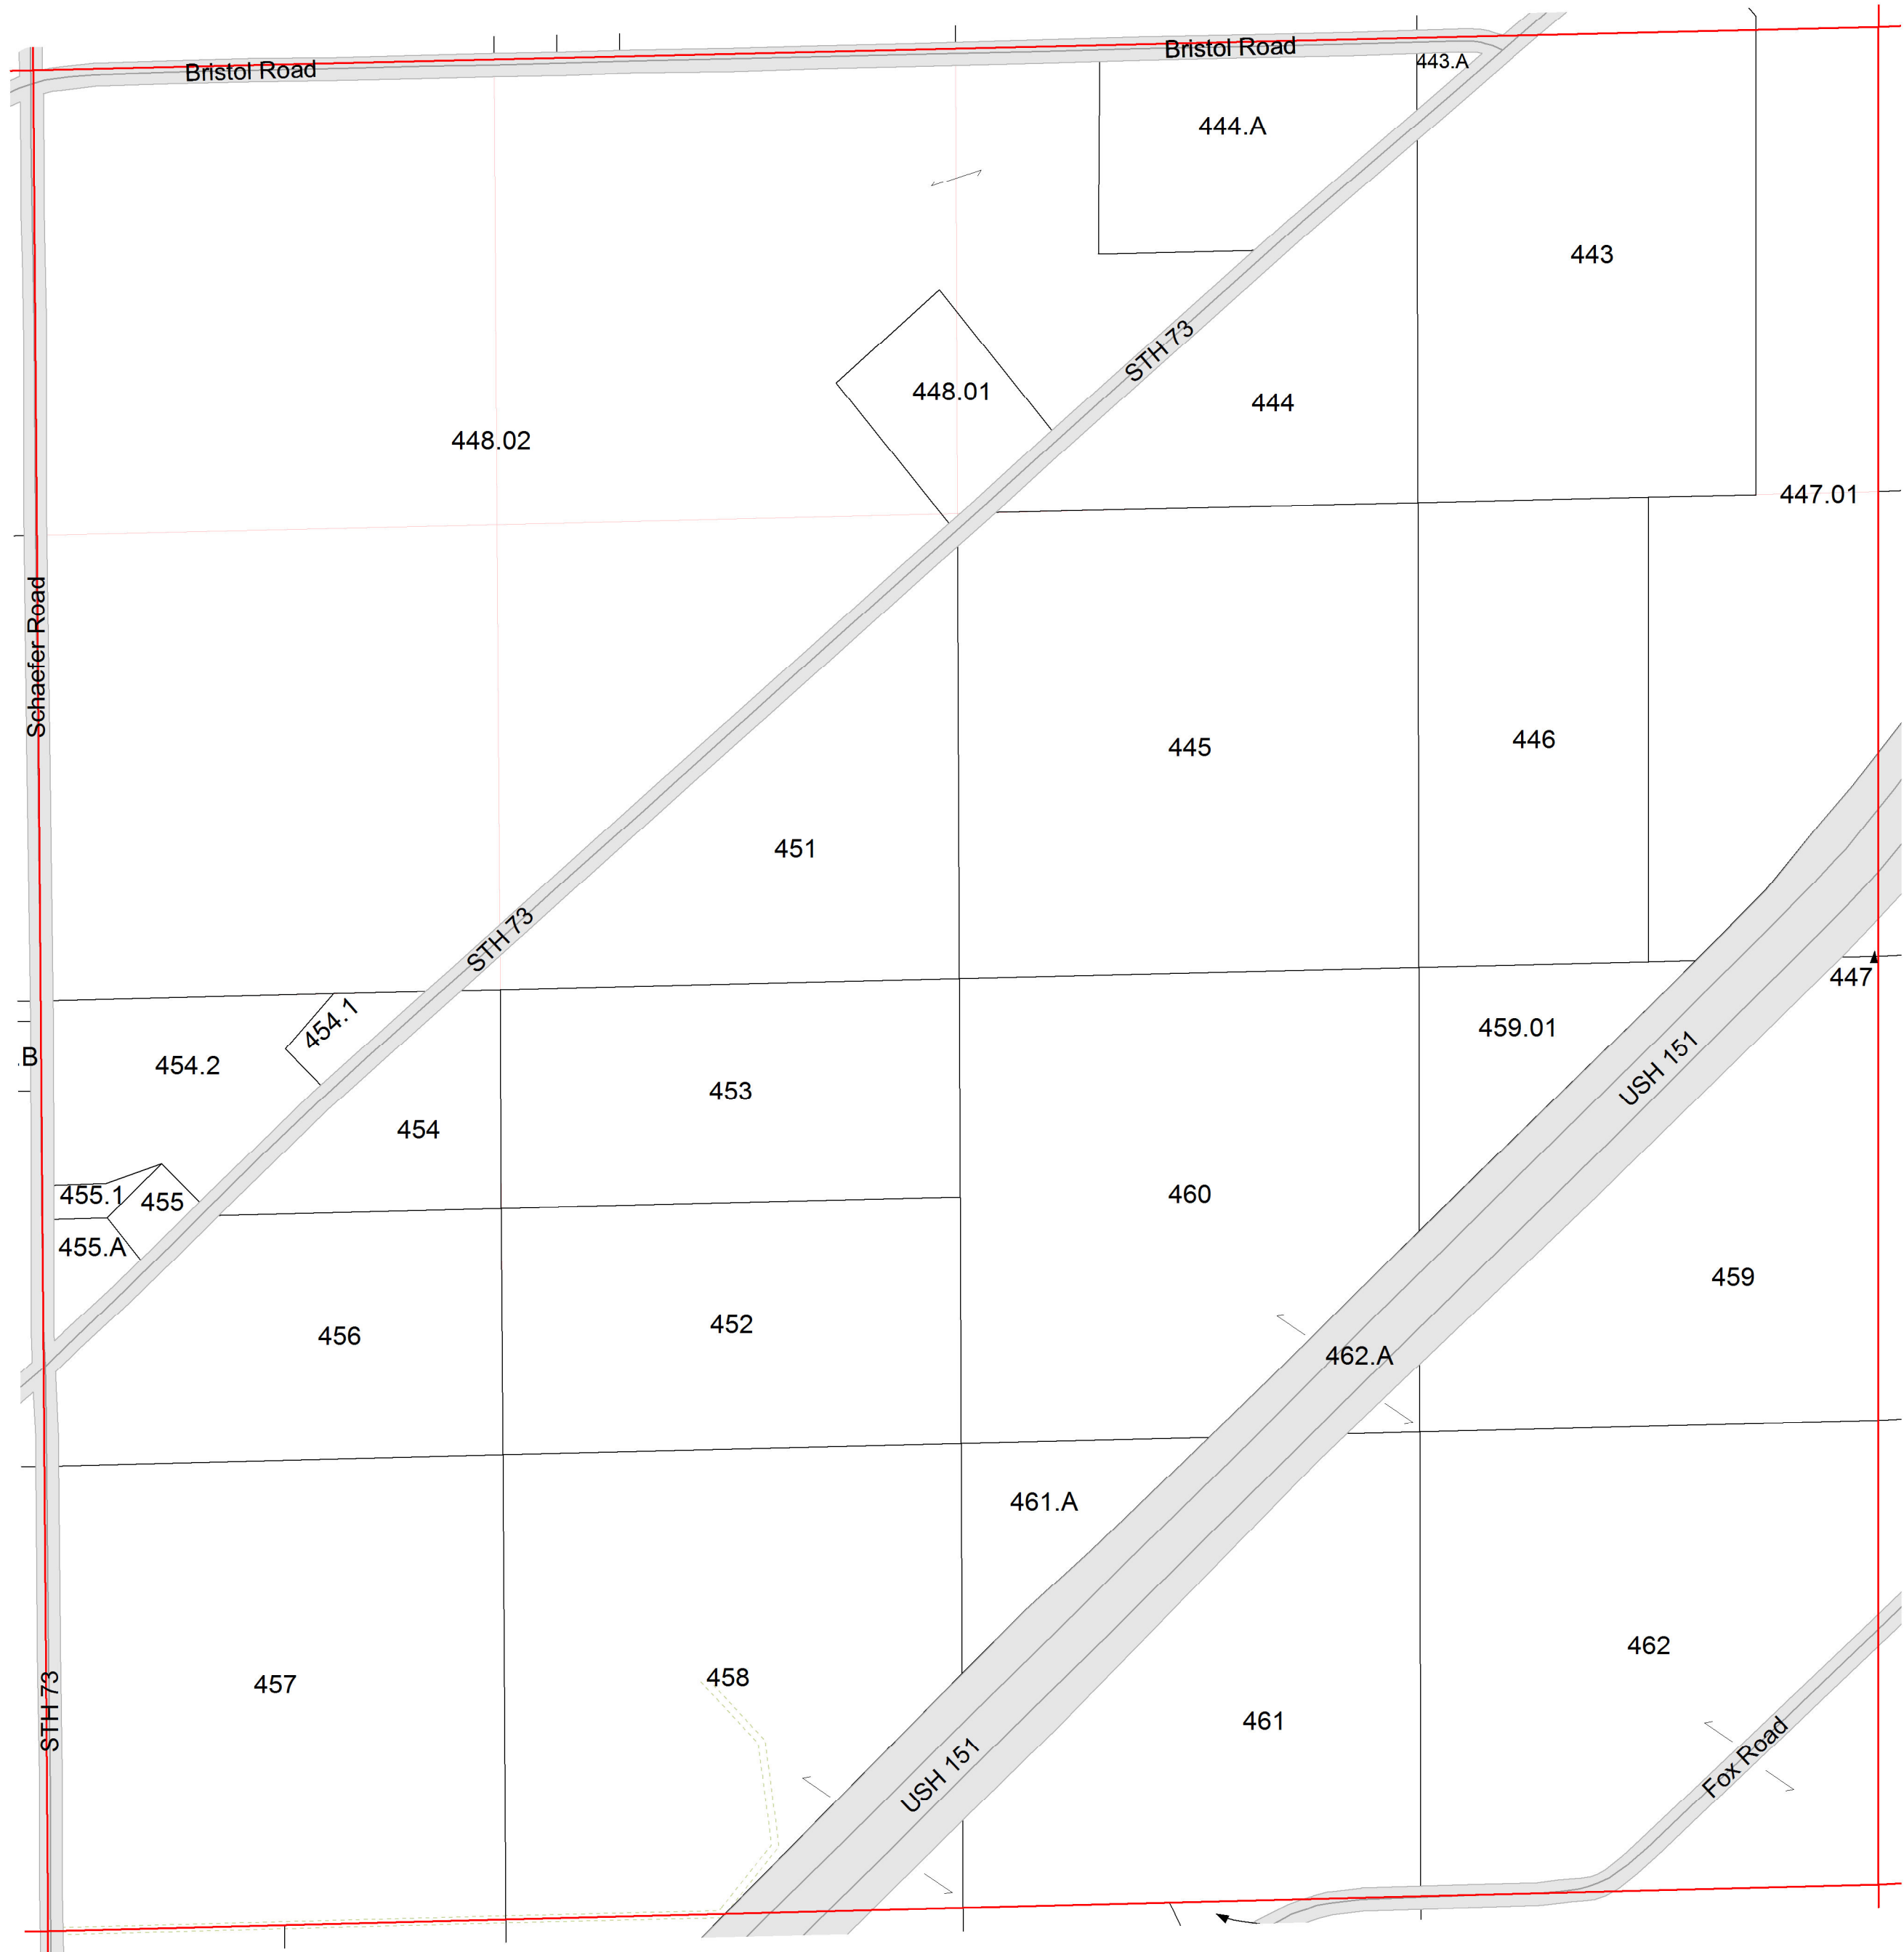 Bristol Road
Bristol Road
443.A
444.A
443
STH 73
448.01
444
448.02
447.01
Schaefer Road
445
446
451
STH 73
447
454.1
459.01
.B
454.2
USH 151
453
454
455.1
455
460
455.A
459
456
452
462.A
461.A
462
458
457
STH 73
461
Fox Road
USH 151